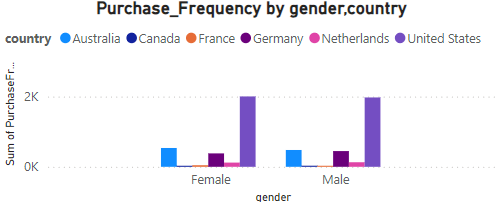 Purchase_Frequency by gender,country
country Australia Canada France Germany Netherlands United States
Sum of PurchaseFr...
2K
0K
Female Male
gender